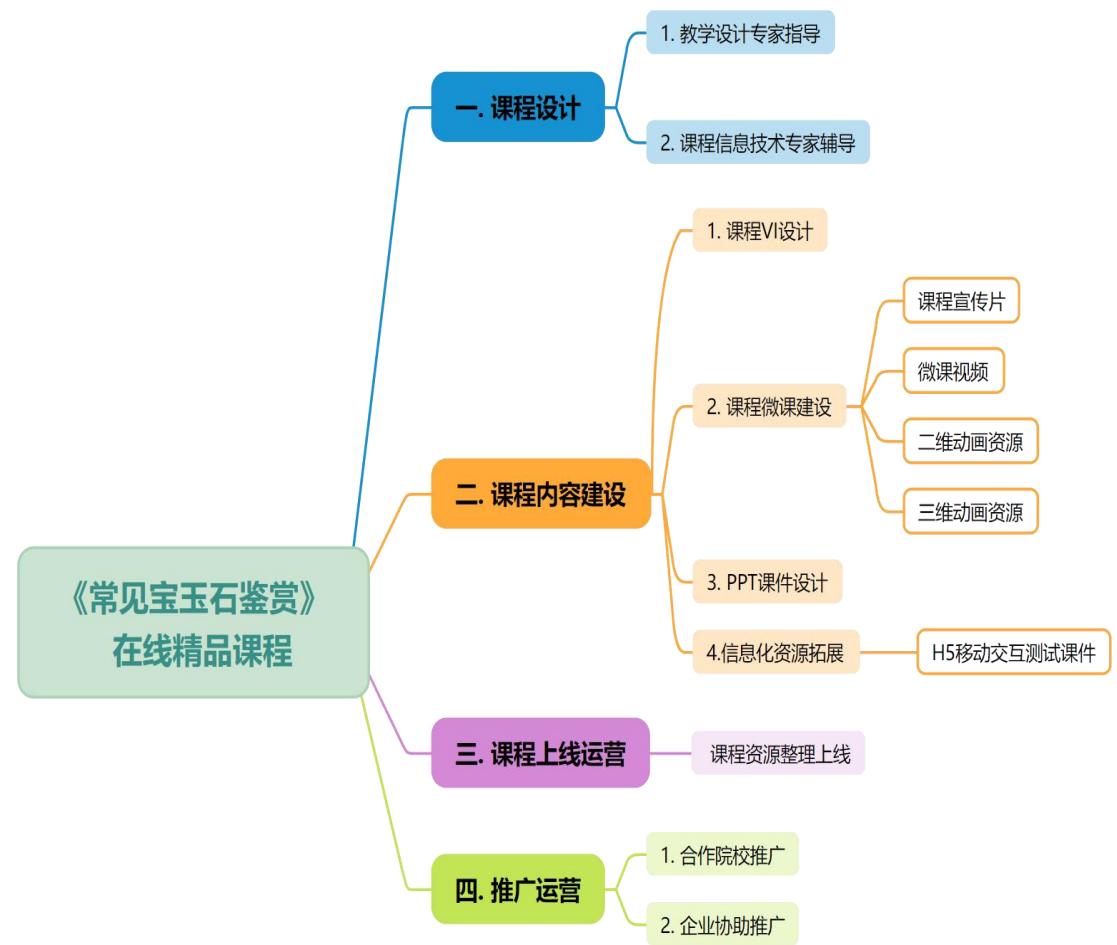 《常见宝玉石鉴赏》
在线精品课程
一. 课程设计
1. 教学设计专家指导
2. 课程信息技术专家辅导
二. 课程内容建设
1. 课程VI设计
2. 课程微课建设
课程宣传片
微课视频
二维动画资源
三维动画资源
3. PPT课件设计
4.信息化资源拓展
H5移动交互测试课件
三. 课程上线运营
课程资源整理上线
四. 推广运营
1. 合作院校推广
2. 企业协助推广